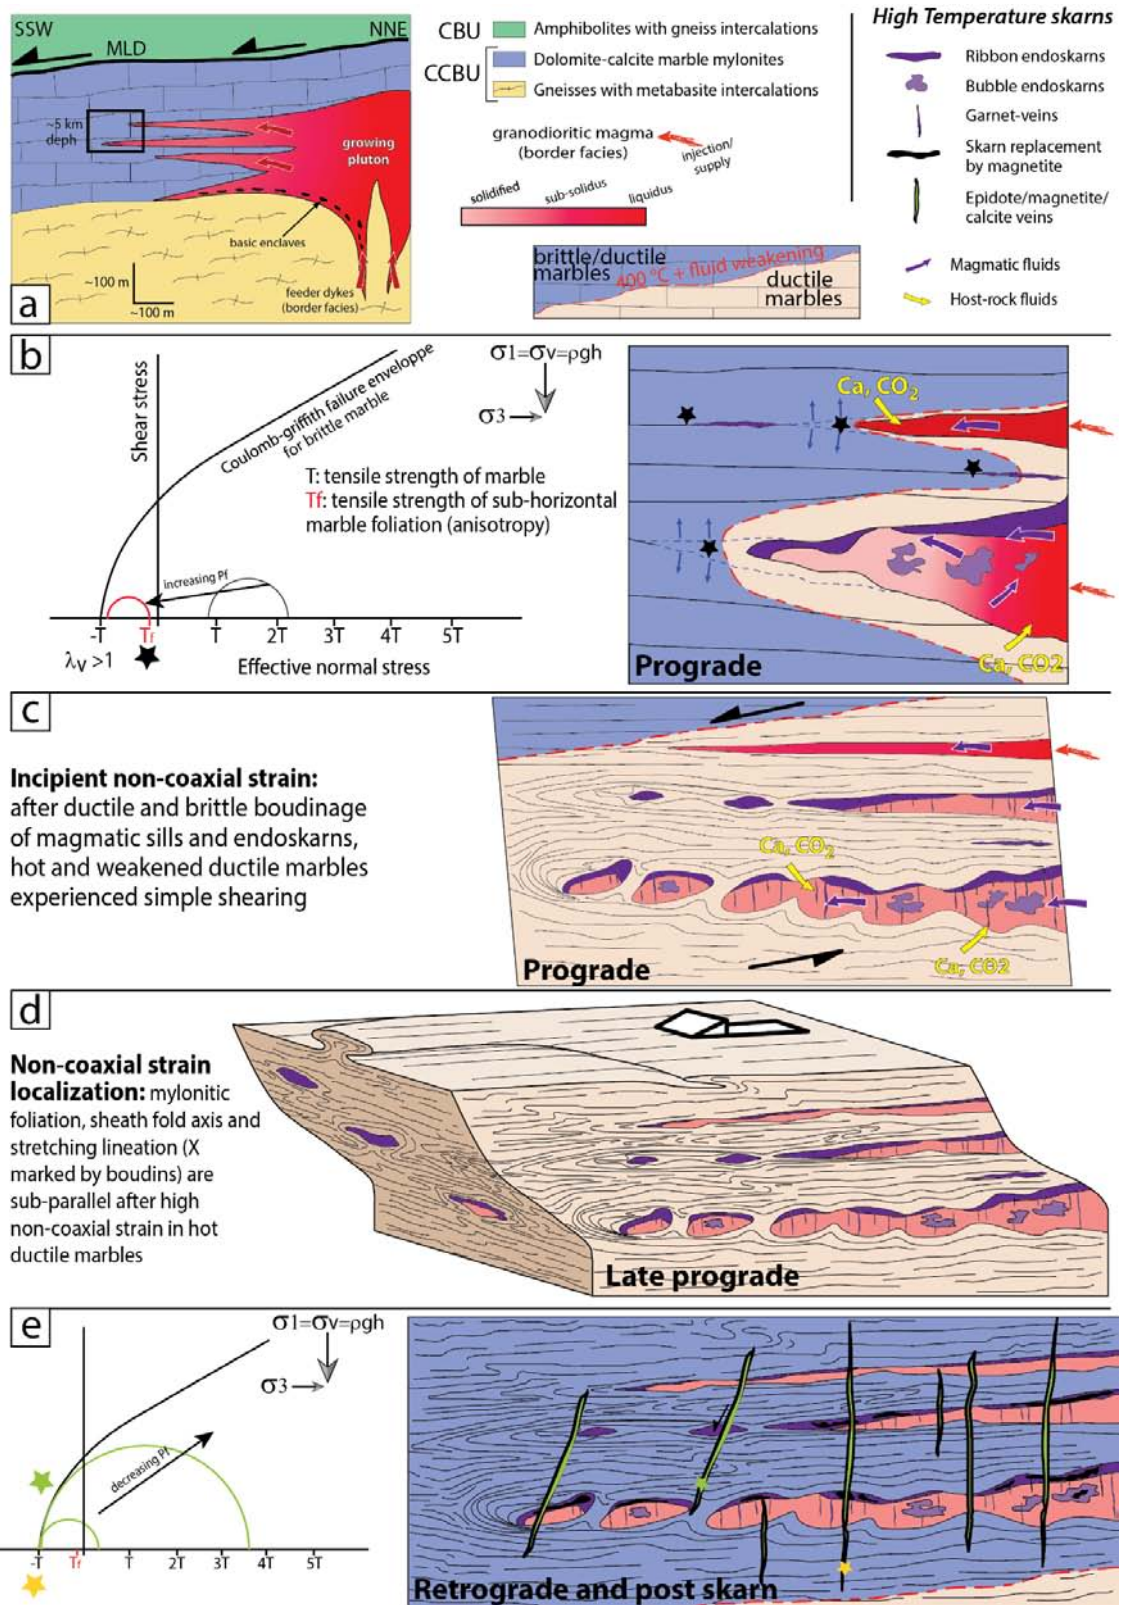 SSW
NNE
MLD
~5 km
deph
growing
pluton
basic enclaves
~100 m
~100 m
feeder dykes
(border facies)
a
CBU
Amphibolites with gneiss intercalations
CCBU
Dolomite-calcite marble mylonites
Gneisses with metabasite intercalations
granodioritic magma
(border facies)
injection/
supply
solidified
sub-solidus
liquidus
brittle/ductile
marbles
400 °C + fluid weakening
ductile
marbles
High Temperature skarns
Ribbon endoskarns
Bubble endoskarns
Garnet-veins
Skarn replacement
by magnetite
Epidote/magnetite/
calcite veins
Magmatic fluids
Host-rock fluids
b
Shear stress
Coulomb-griffith failure enveloppe
for brittle marble
σ1=σv=ρgh
σ3
T: tensile strength of marble
Tf: tensile strength of sub-horizontal
marble foliation (anisotropy)
increasing Pf
-T
Tf
T
2T
3T
4T
5T
λv >1
Effective normal stress
Ca, CO2
Ca, CO2
Prograde
c
Incipient non-coaxial strain:
after ductile and brittle boudinage
of magmatic sills and endoskarns,
hot and weakened ductile marbles
experienced simple shearing
Ca, CO2
Ca, CO2
Prograde
d
Non-coaxial strain
localization: mylonitic
foliation, sheath fold axis and
stretching lineation (X
marked by boudins) are
sub-parallel after high
non-coaxial strain in hot
ductile marbles
Late prograde
e
σ1=σv=ρgh
σ3
decreasing Pf
-T
Tf
T
2T
3T
4T
5T
Retrograde and post skarn